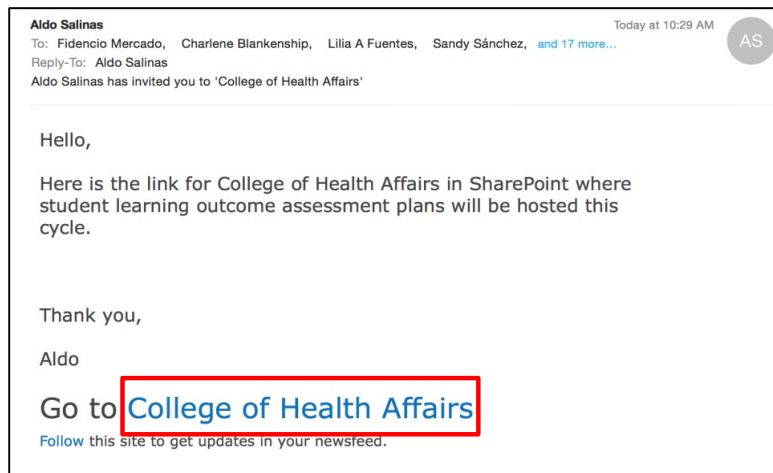 Aldo Salinas Today at 10:29 AM
AS
To: Fidencio Mercado, Charlene Blankenship, Lilia A Fuentes, Sandy Sánchez, and 17 more...
Reply-To: Aldo Salinas
Aldo Salinas has invited you to 'College of Health Affairs'
Hello,
Here is the link for College of Health Affairs in SharePoint where
student learning outcome assessment plans will be hosted this
cycle.
Thank you,
Aldo
Go to College of Health Affairs
Follow this site to get updates in your newsfeed.